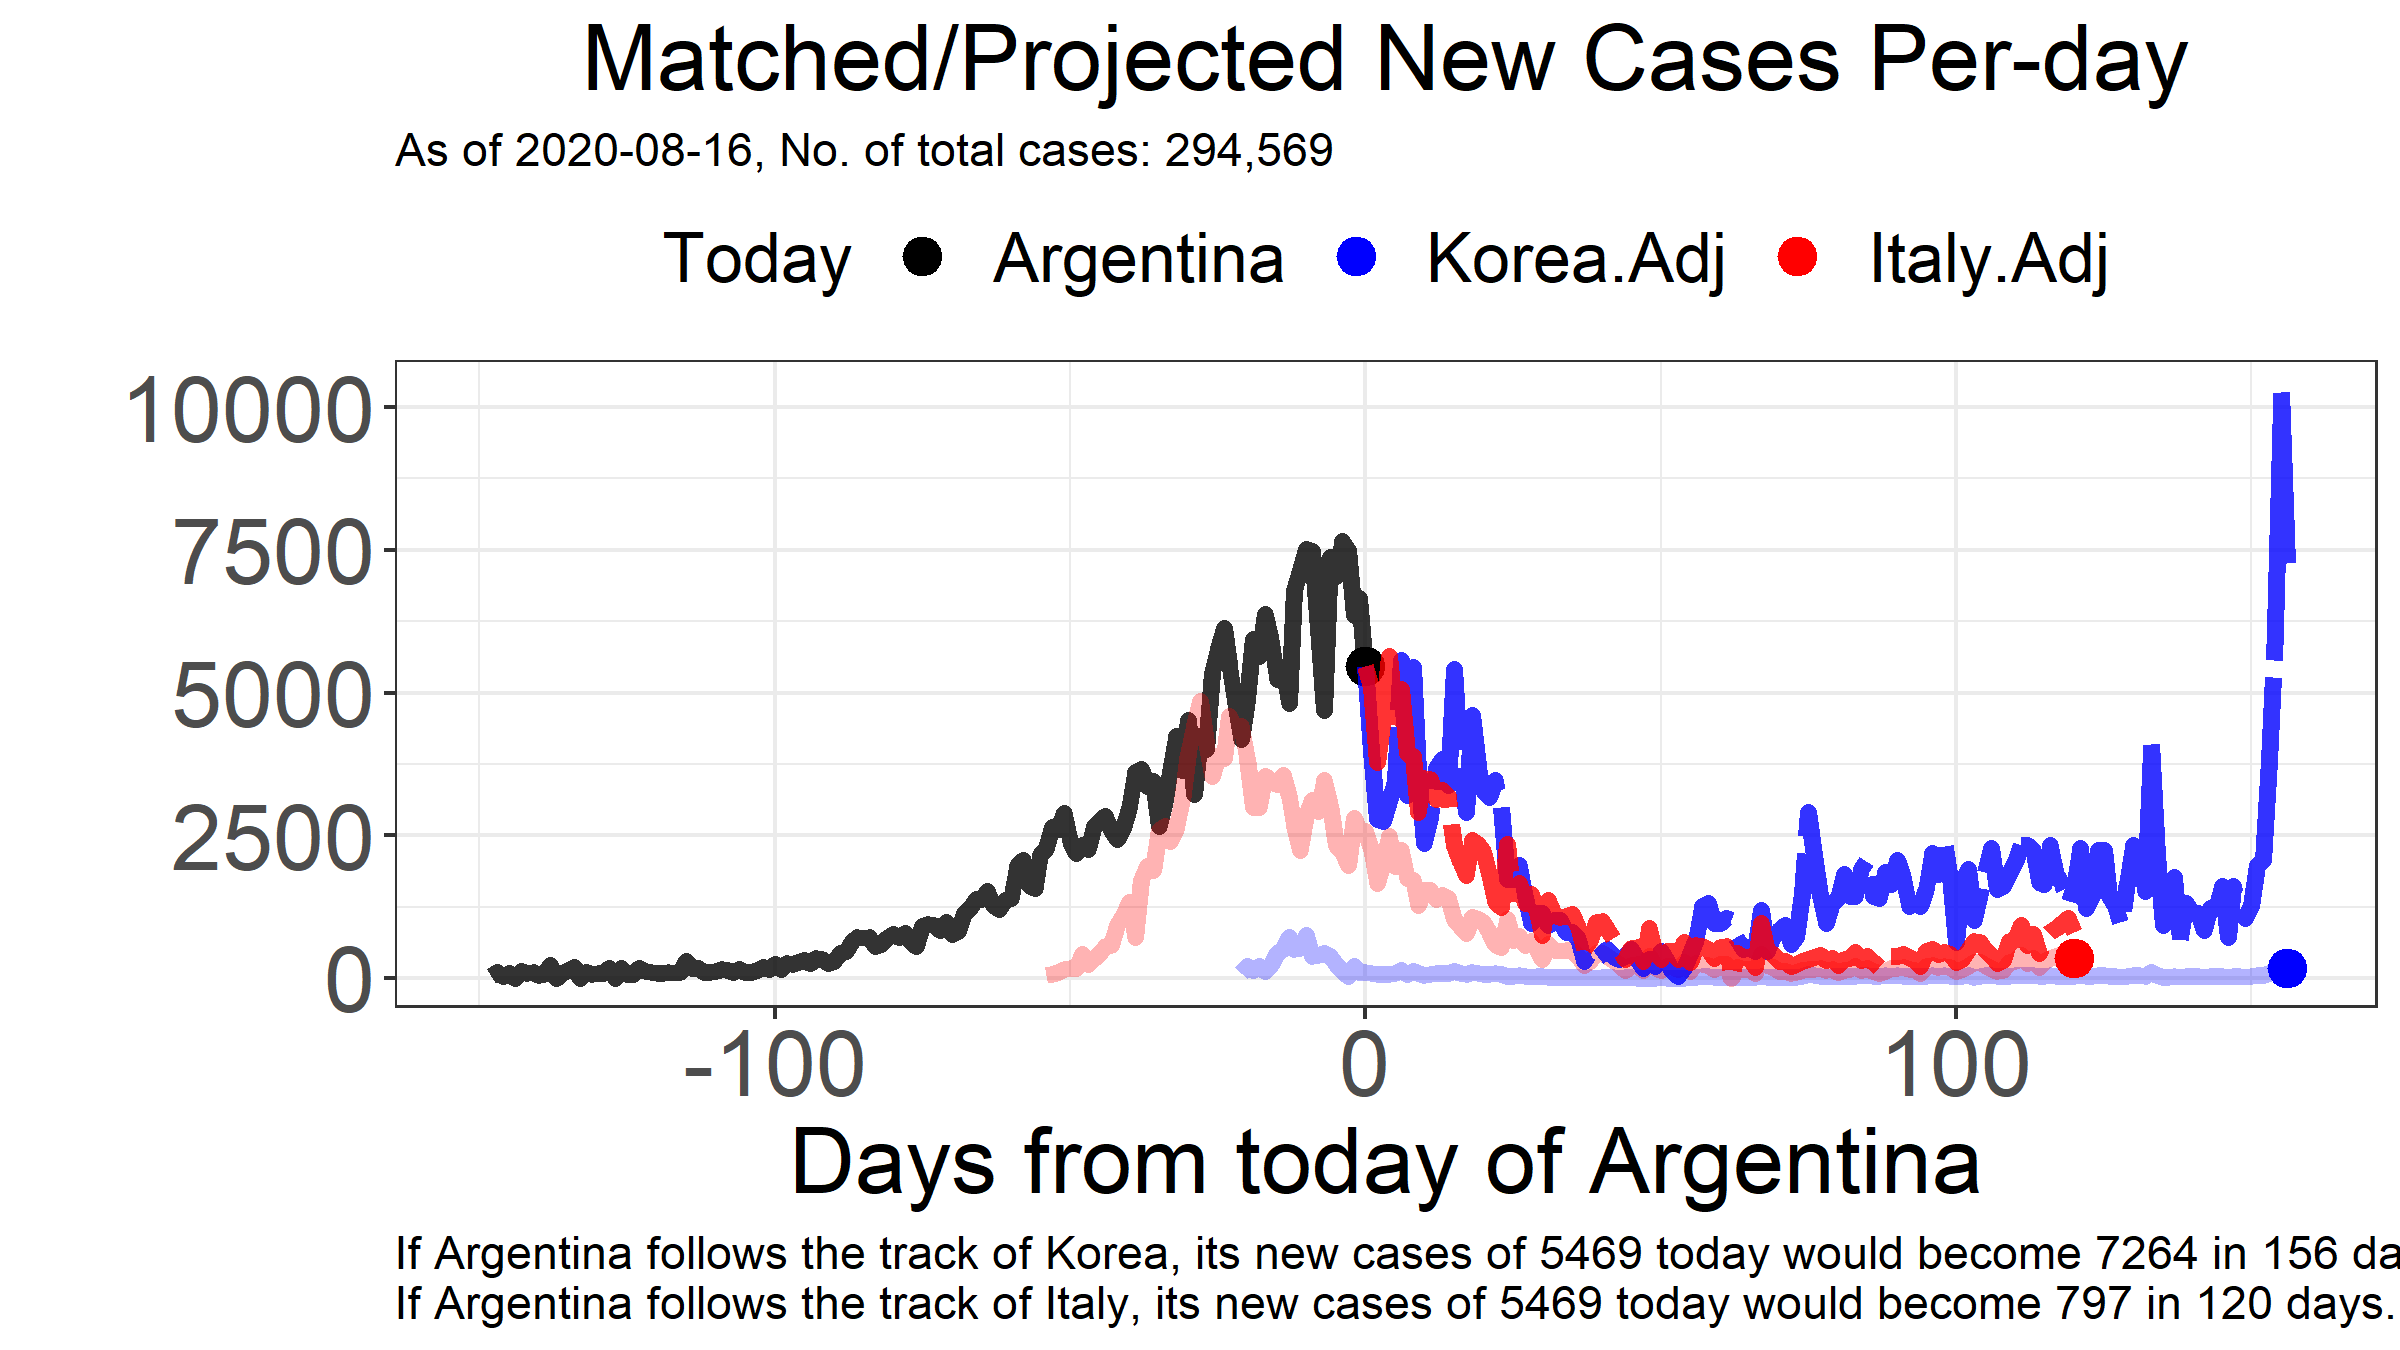 Matched/Projected New Cases Per-day
As of 2020-08-16, No. of total cases: 294,569
Today Argentina Korea.Adj Italy.Adj
10000
7500
5000
2500
0
-100 0 100
Days from today of Argentina
If Argentina follows the track of Korea, its new cases of 5469 today would become 7264 in 156 da
If Argentina follows the track of Italy, its new cases of 5469 today would become 797 in 120 days.